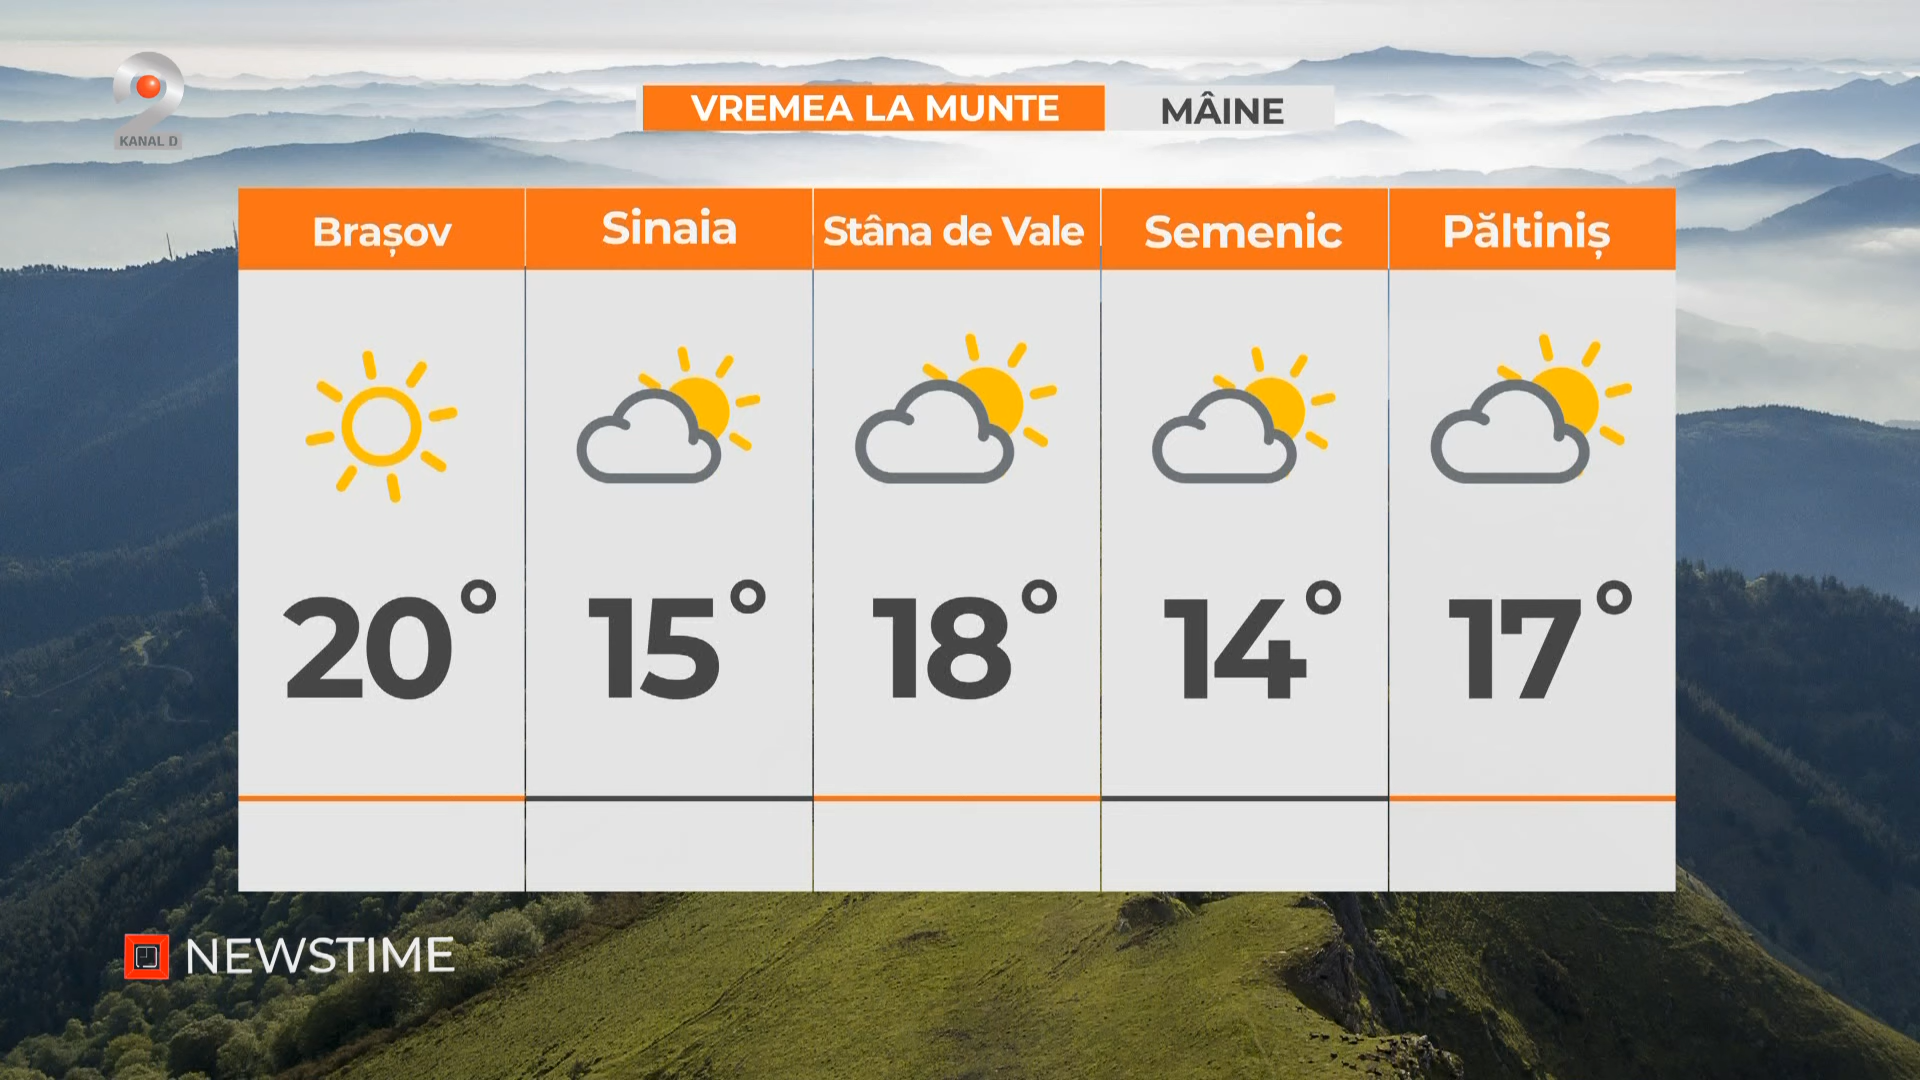 KANAL D
VREMEA LA MUNTE
MÂINE
Brașov
Sinaia
Stâna de Vale
Semenic
Păltiniș
20°
15°
18°
14°
17°
NEWSTIME